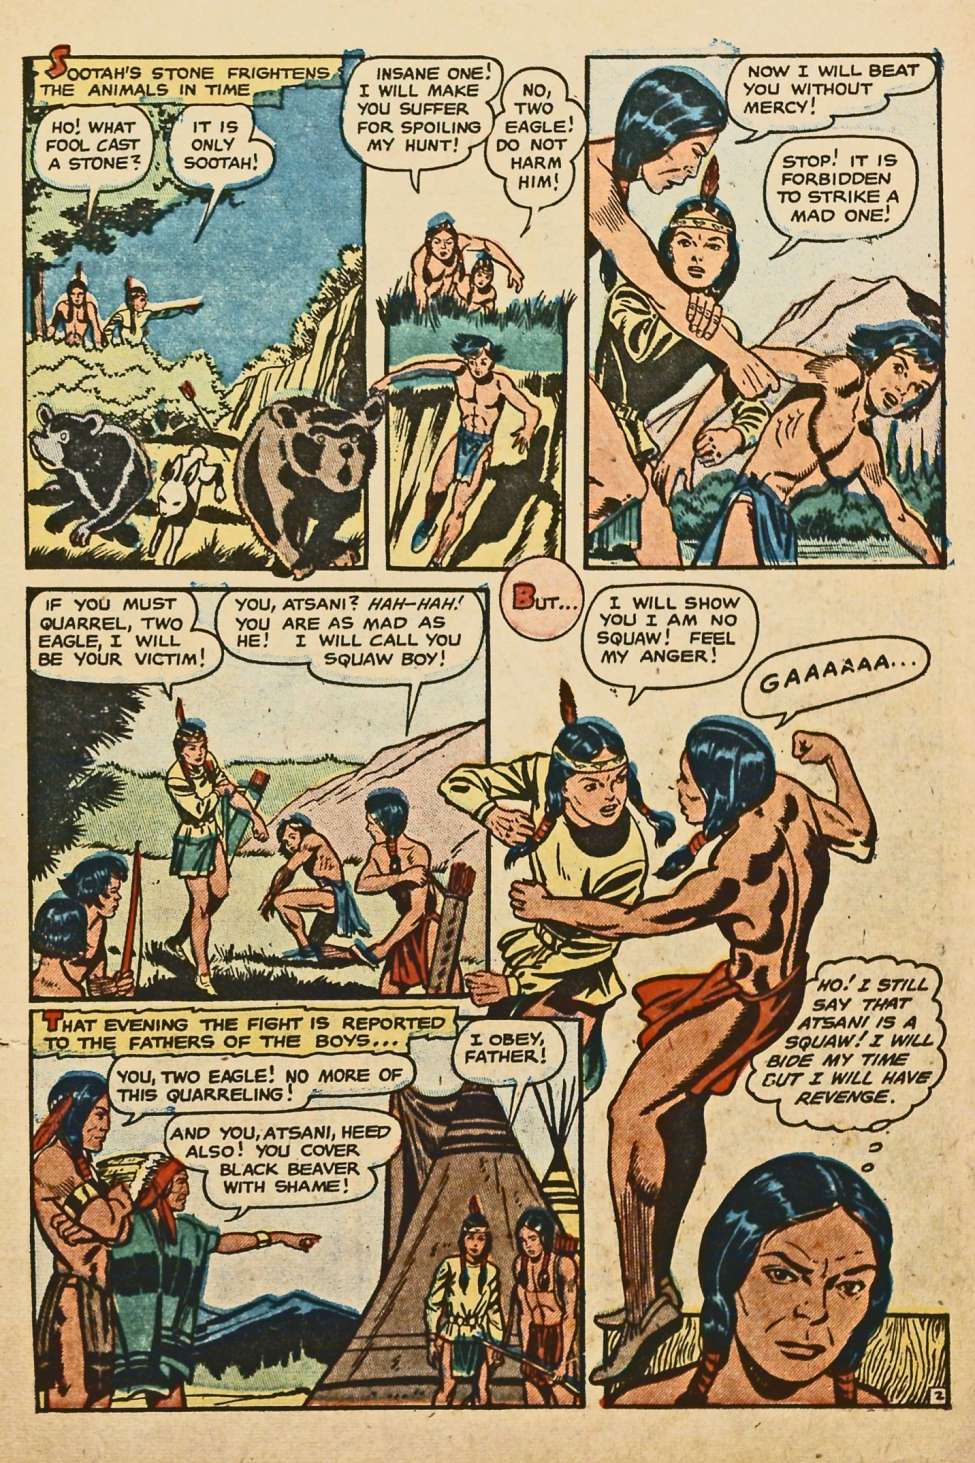 SOOTAH'S STONE FRIGHTENS
THE ANIMALS IN TIME
HO! WHAT
FOOL CAST
A STONE?
IT IS
ONLY
SOOTAH!
INSANE ONE!
I WILL MAKE
YOU SUFFER
FOR SPOILING
MY HUNT!
NO,
TWO
EAGLE!
DO NOT
HARM
HIM!
NOW I WILL BEAT
YOU WITHOUT
MERCY!
STOP! IT IS
FORBIDDEN
TO STRIKE A
MAD ONE!
IF YOU MUST
QUARREL, TWO
EAGLE, I WILL
BE YOUR VICTIM!
YOU, ATSANI? HAH-HAH!
YOU ARE AS MAD AS
HE! I WILL CALL YOU
SQUAW BOY!
BUT...
I WILL SHOW
YOU I AM NO
SQUAW! FEEL
MY ANGER!
GAAAAAA...
THAT EVENING THE FIGHT IS REPORTED
TO THE FATHERS OF THE BOYS...
YOU, TWO EAGLE! NO MORE OF
THIS QUARRELING!
AND YOU, ATSANI, HEED
ALSO! YOU COVER
BLACK BEAVER
WITH SHAME!
I OBEY,
FATHER!
HO! I STILL
SAY THAT
ATSANI IS A
SQUAW! I WILL
BIDE MY TIME
BUT I WILL HAVE
REVENGE.
2